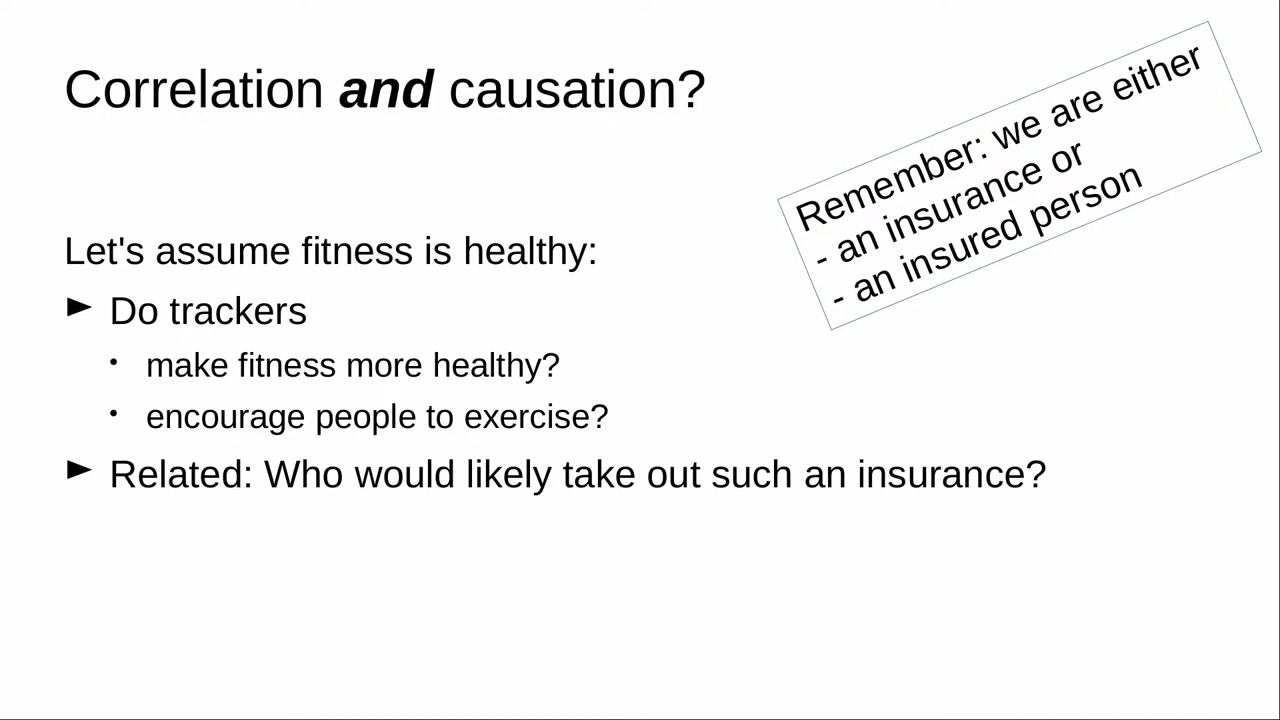 Correlation and causation?
Remember: we are either
- an insurance or
- an insured person
Let's assume fitness is healthy:
► Do trackers
• make fitness more healthy?
• encourage people to exercise?
► Related: Who would likely take out such an insurance?